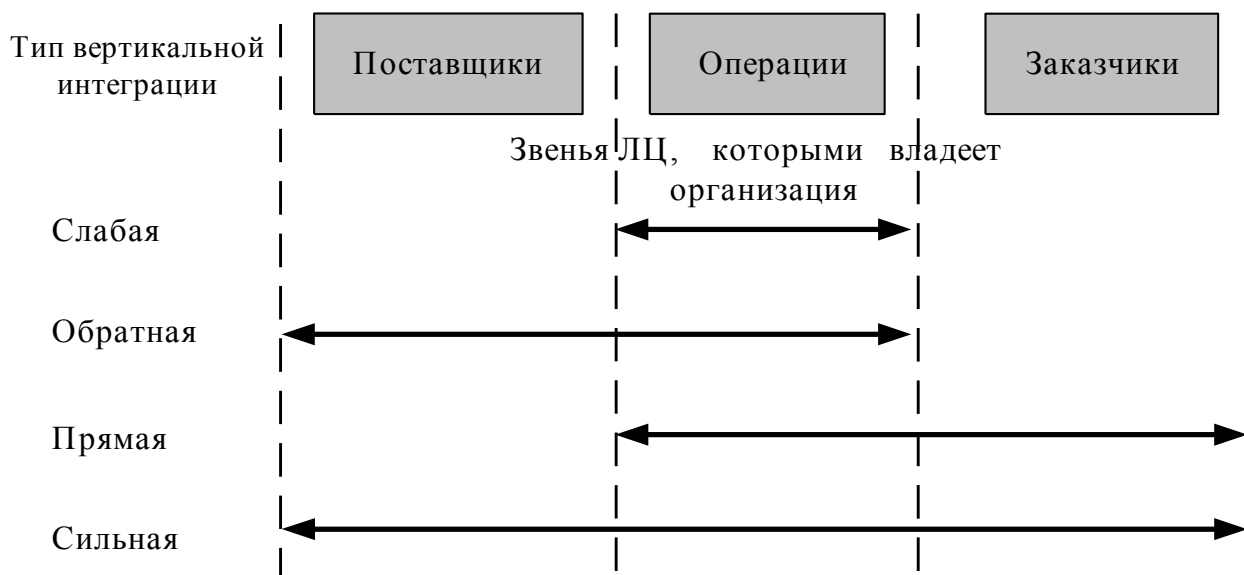 Тип вертикальной
интеграции
Поставщики
Операции
Заказчики
Звенья ЛЦ, которыми владеет
организация
Слабая
Обратная
Прямая
Сильная